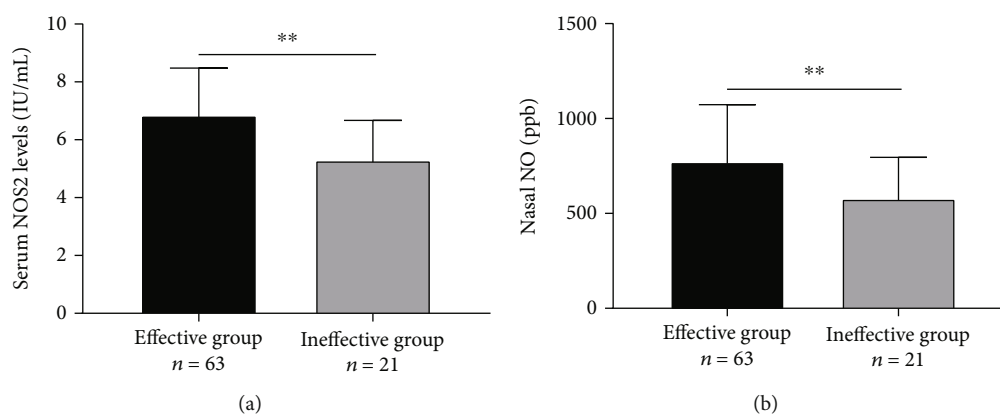 Serum NOS2 levels (IU/mL)
10
8
6
4
2
0
**
Effective group
n = 63
Ineffective group
n = 21
(a)
Nasal NO (ppb)
1500
1000
500
0
**
Effective group
n = 63
Ineffective group
n = 21
(b)